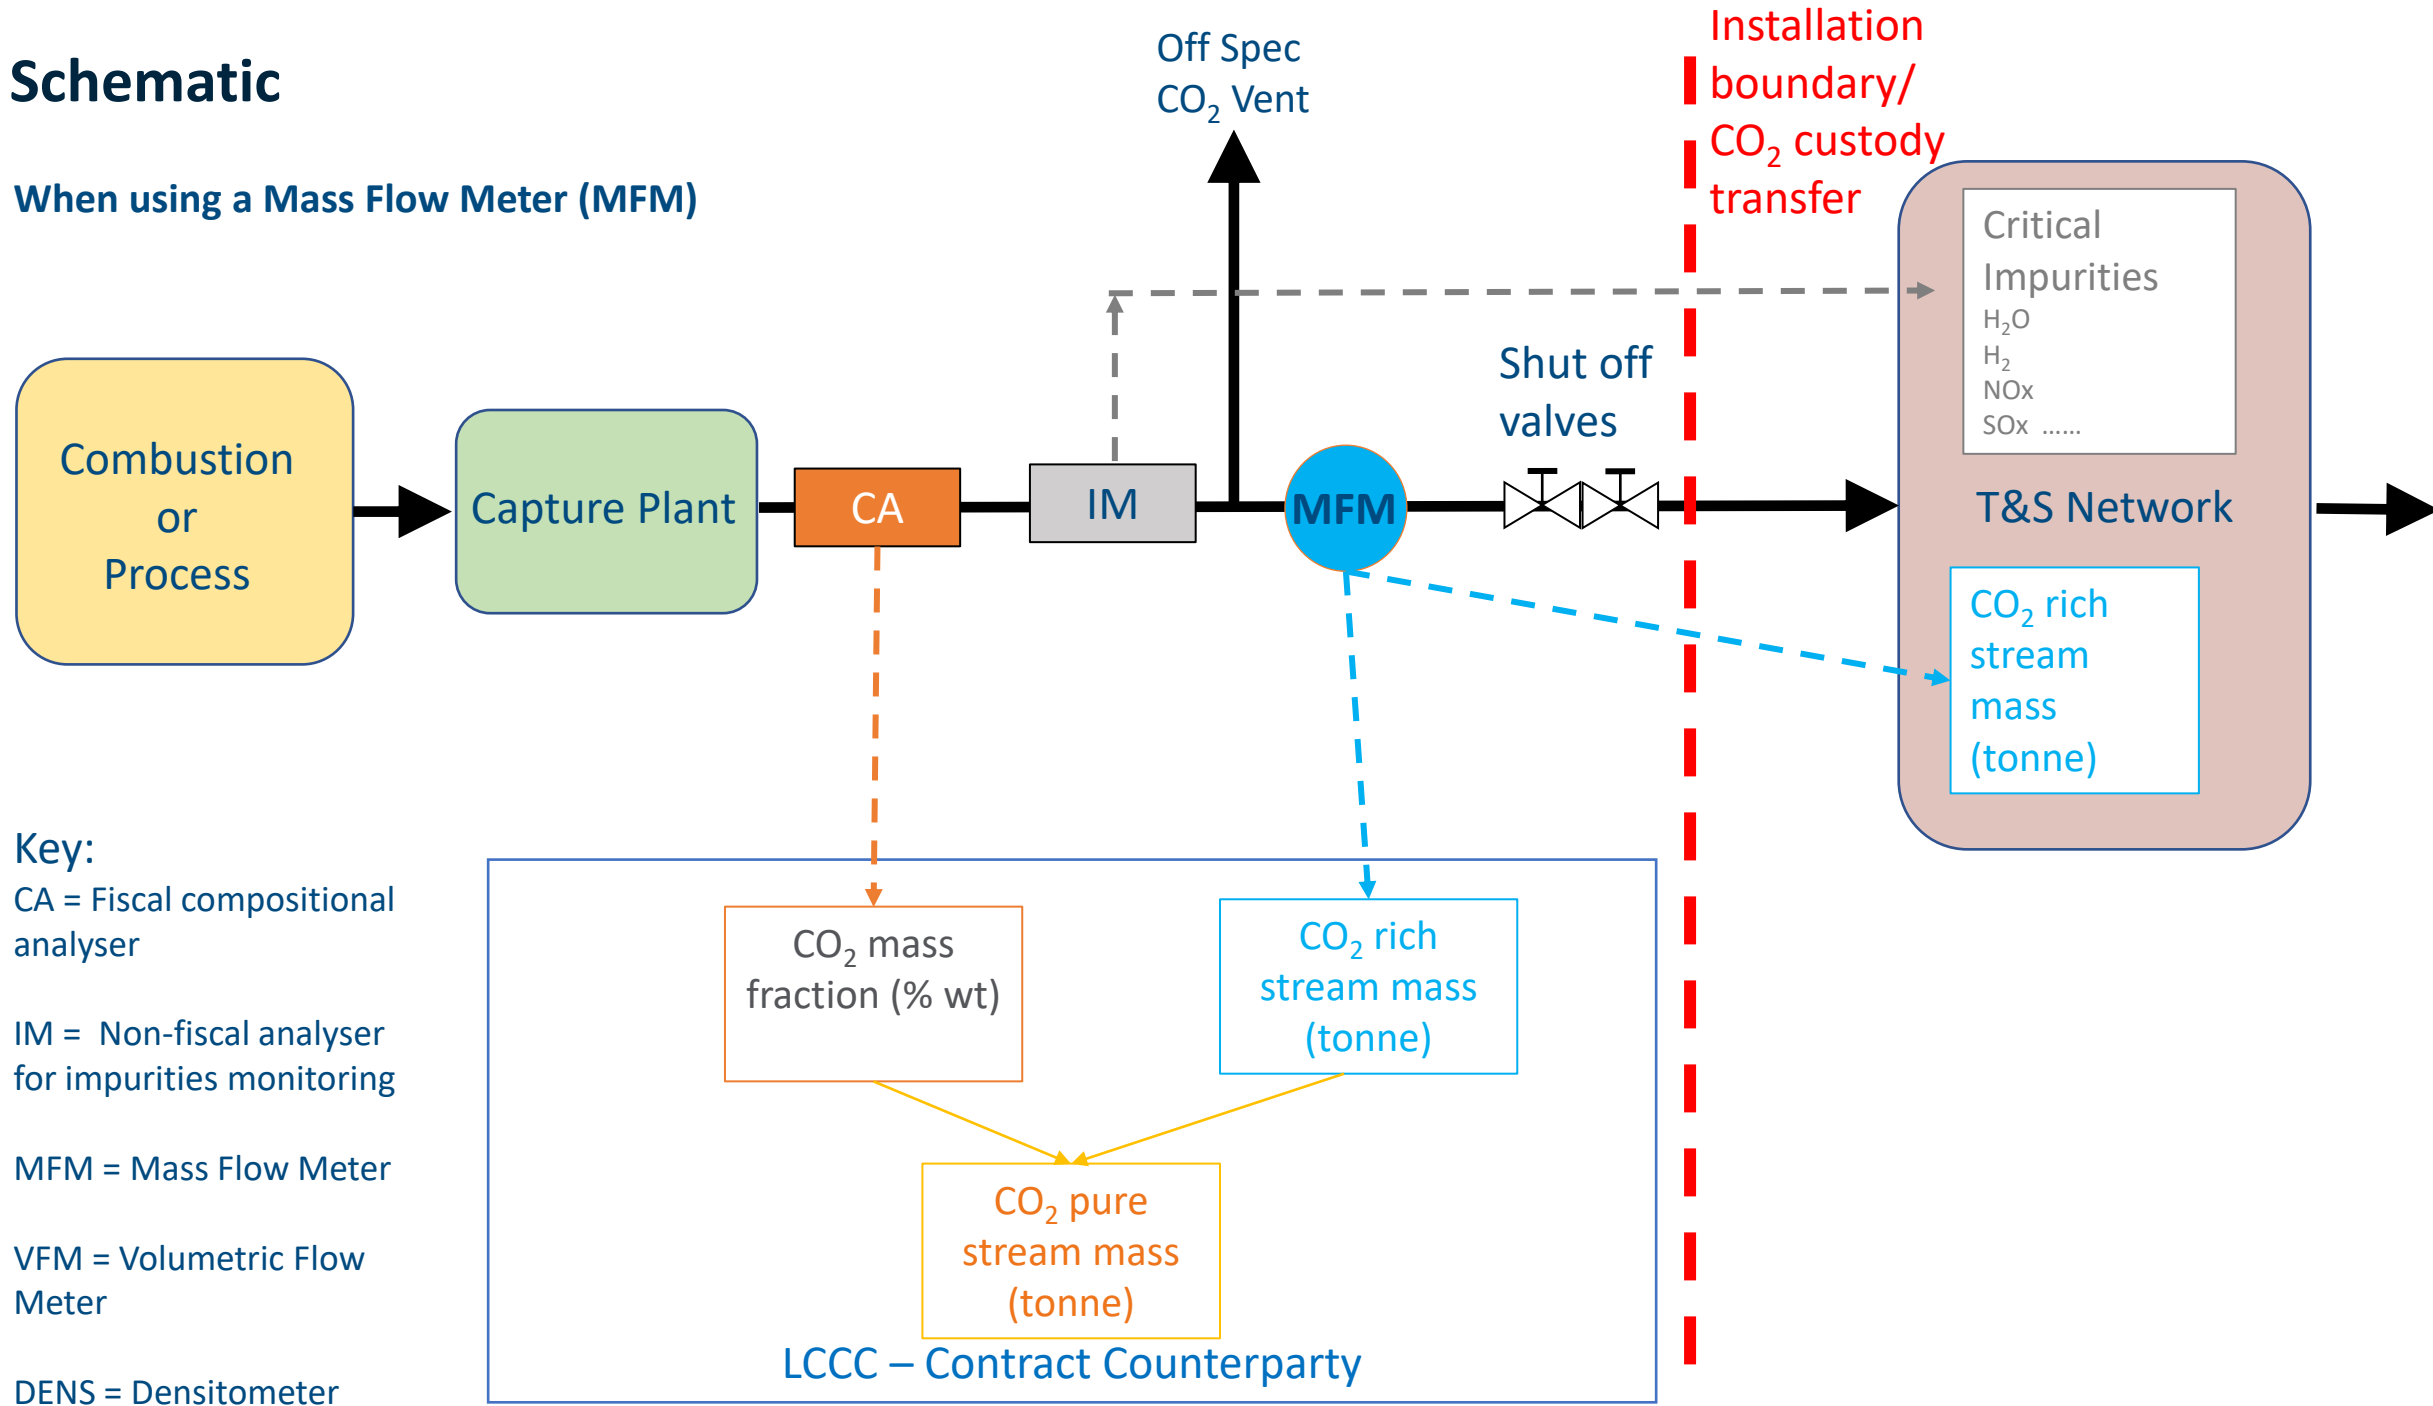 Schematic
When using a Mass Flow Meter (MFM)
Off Spec
CO₂ Vent
Installation
boundary/
CO₂ custody
transfer
Critical
Impurities
H₂O
H₂
NOx
SOx ......
Shut off
valves
Combustion
or
Process
Capture Plant
CA
IM
MFM
T&S Network
CO₂ rich
stream
mass
(tonne)
Key:
CA = Fiscal compositional
analyser
IM = Non-fiscal analyser
for impurities monitoring
MFM = Mass Flow Meter
VFM = Volumetric Flow
Meter
DENS = Densitometer
CO₂ mass
fraction (% wt)
CO₂ rich
stream mass
(tonne)
CO₂ pure
stream mass
(tonne)
LCCC – Contract Counterparty